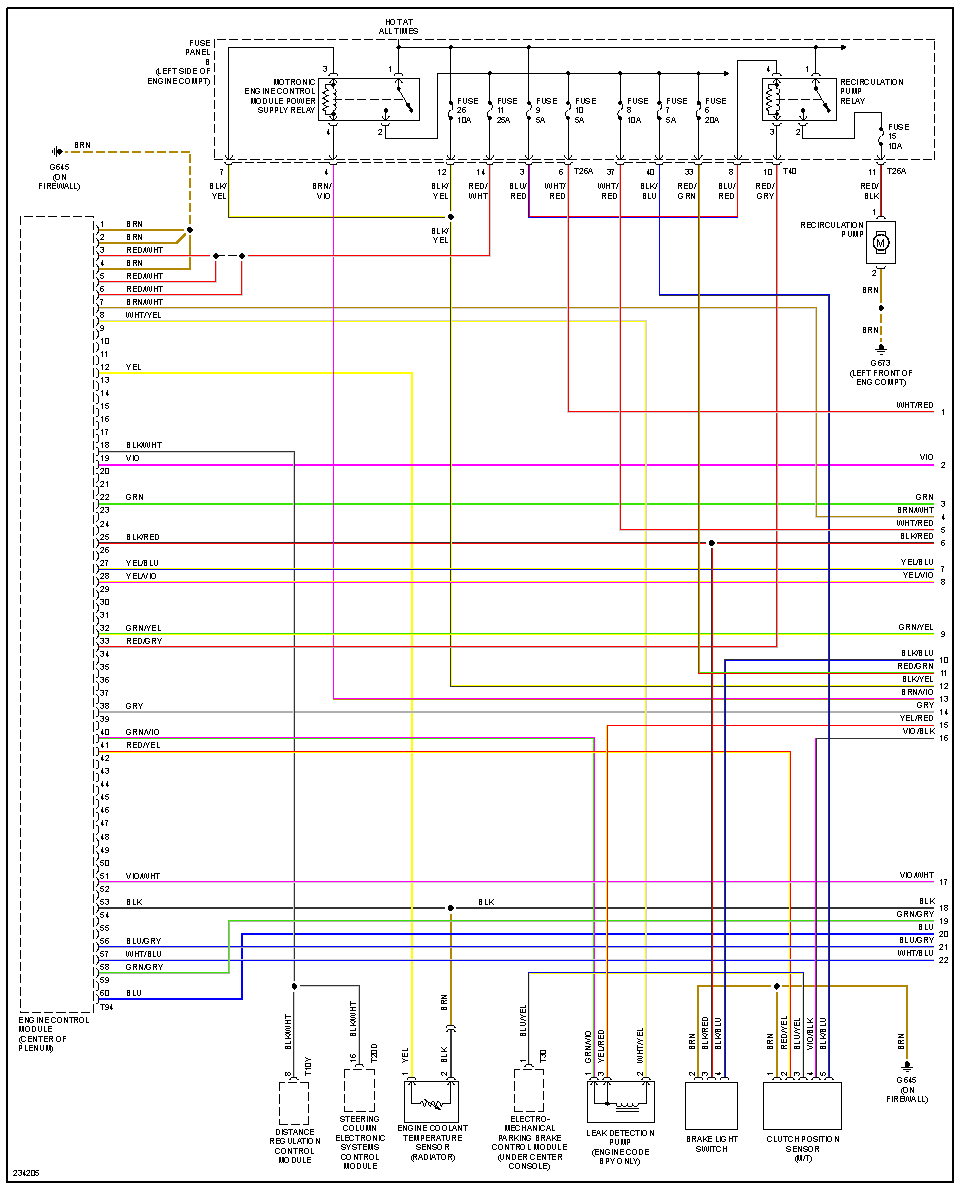 HOT AT
ALL TIMES
FUSE
PANEL
B
(LEFT SIDE OF
ENGINE COMPT)
MOTRONIC
ENGINE CONTROL
MODULE POWER
SUPPLY RELAY
3
1
4
2
FUSE
26
10A
FUSE
11
25A
FUSE
9
5A
FUSE
10
5A
FUSE
8
10A
FUSE
7
5A
FUSE
6
20A
4
1
3
2
RECIRCULATION
PUMP
RELAY
FUSE
15
10A
7
4
12
14
3
6
T26A
37
40
33
8
10
T40
11
T26A
BLK/
YEL
BRN/
VIO
BLK/
YEL
RED/
WHT
BLU/
RED
WHT/
RED
WHT/
RED
BLK/
BLU
RED/
GRN
BLU/
RED
RED/
GRY
RED/
BLK
BLK/
YEL
BRN
G645
(ON
FIREWALL)
1
RECIRCULATION
PUMP
M
2
BRN
BRN
G673
(LEFT FRONT OF
ENG COMPT)
1 BRN
2 BRN
3 RED/WHT
4 BRN
5 RED/WHT
6 RED/WHT
7 BRN/WHT
8 WHT/YEL
9
10
11
12 YEL
13
14
15
16
17
18 BLK/WHT
19 VIO
20
21
22 GRN
23
24
25 BLK/RED
26
27 YEL/BLU
28 YEL/VIO
29
30
31
32 GRN/YEL
33 RED/GRY
34
35
36
37
38 GRY
39
40 GRN/VIO
41 RED/YEL
42
43
44
45
46
47
48
49
50
51 VIO/WHT
52
53 BLK
54
55
56 BLU/GRY
57 WHT/BLU
58 GRN/GRY
59
60 BLU
T94
BLK
WHT/RED 1
VIO 2
GRN 3
BRN/WHT 4
WHT/RED 5
BLK/RED 6
YEL/BLU 7
YEL/VIO 8
GRN/YEL 9
BLK/BLU 10
RED/GRN 11
BLK/YEL 12
BRN/VIO 13
GRY 14
YEL/RED 15
VIO/BLK 16
VIO/WHT 17
BLK 18
GRN/GRY 19
BLU 20
BLU/GRY 21
WHT/BLU 22
ENGINE CONTROL
MODULE
(CENTER OF
PLENUM)
BLK/WHT
8
T10Y
DISTANCE
REGULATION
CONTROL
MODULE
BLK/WHT
16
T20D
STEERING
COLUMN
ELECTRONIC
SYSTEMS
CONTROL
MODULE
YEL
1
BRN
BLK
2
ENGINE COOLANT
TEMPERATURE
SENSOR
(RADIATOR)
BLU/YEL
1
T30
ELECTRO-
MECHANICAL
PARKING BRAKE
CONTROL MODULE
(UNDER CENTER
CONSOLE)
GRN/VIO
1
YEL/RED
3
WHT/YEL
2
LEAK DETECTION
PUMP
(ENGINE CODE
BPY ONLY)
BRN
2
BLK/RED
3
BLK/BLU
4
BRAKE LIGHT
SWITCH
BRN
1
RED/YEL
2
BLU/YEL
3
VIO/BLK
4
BLK/BLU
5
CLUTCH POSITION
SENSOR
(M/T)
BRN
G645
(ON
FIREWALL)
234205